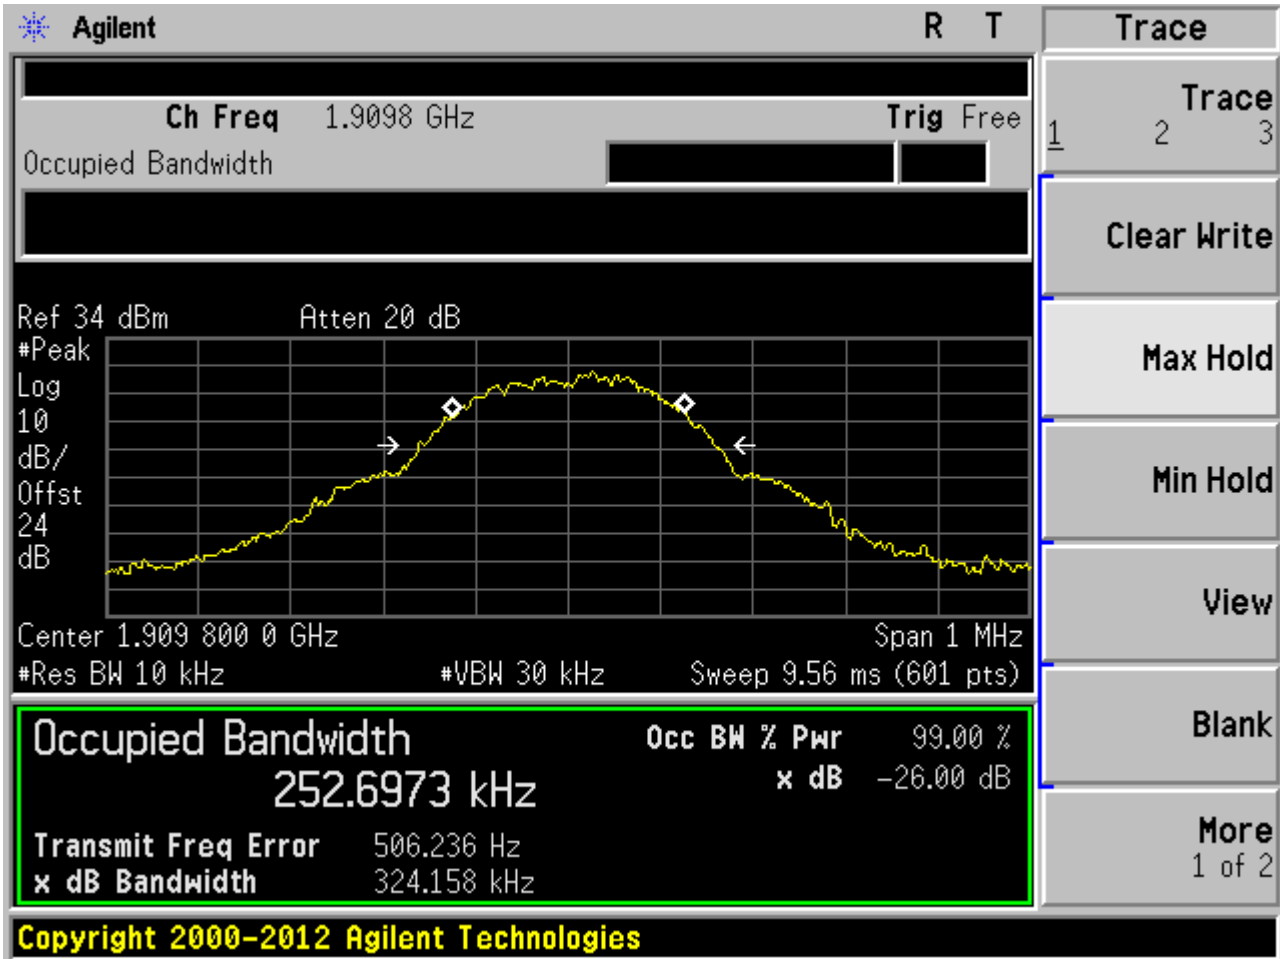 Agilent R T
Trace
Ch Freq 1.9098 GHz Trig Free
Occupied Bandwidth
Trace
1 2 3
Clear Write
Max Hold
Min Hold
View
Blank
More
1 of 2
Ref 34 dBm Atten 20 dB
#Peak
Log
10
dB/
Offst
24
dB
Center 1.909 800 0 GHz Span 1 MHz
#Res BW 10 kHz #VBW 30 kHz Sweep 9.56 ms (601 pts)
Occupied Bandwidth Occ BW % Pwr 99.00 %
252.6973 kHz x dB -26.00 dB
Transmit Freq Error 506.236 Hz
x dB Bandwidth 324.158 kHz
Copyright 2000-2012 Agilent Technologies